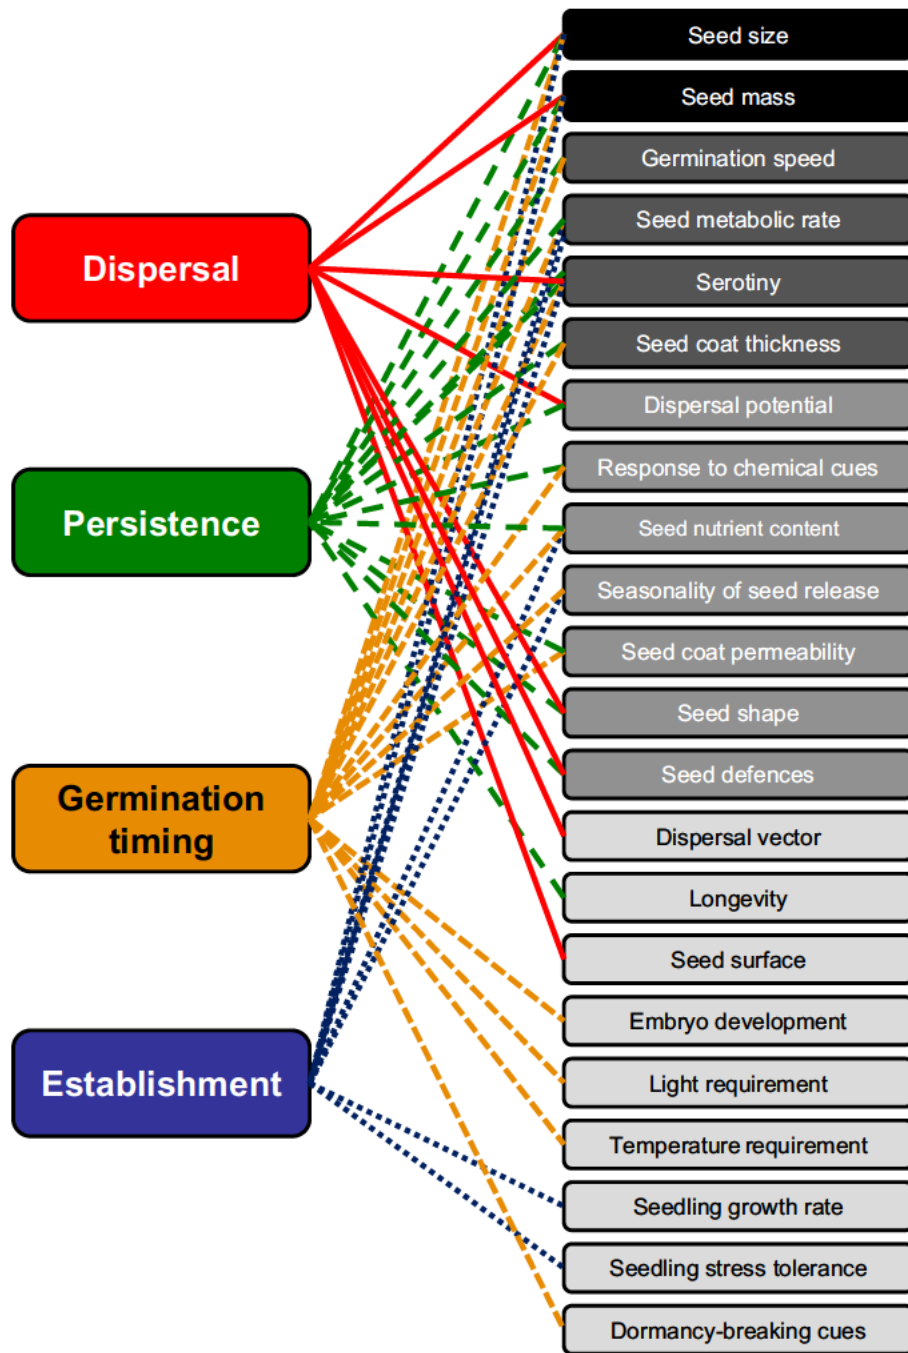 Dispersal
Persistence
Germination
timing
Establishment
Seed size
Seed mass
Germination speed
Seed metabolic rate
Serotiny
Seed coat thickness
Dispersal potential
Response to chemical cues
Seed nutrient content
Seasonality of seed release
Seed coat permeability
Seed shape
Seed defences
Dispersal vector
Longevity
Seed surface
Embryo development
Light requirement
Temperature requirement
Seedling growth rate
Seedling stress tolerance
Dormancy-breaking cues